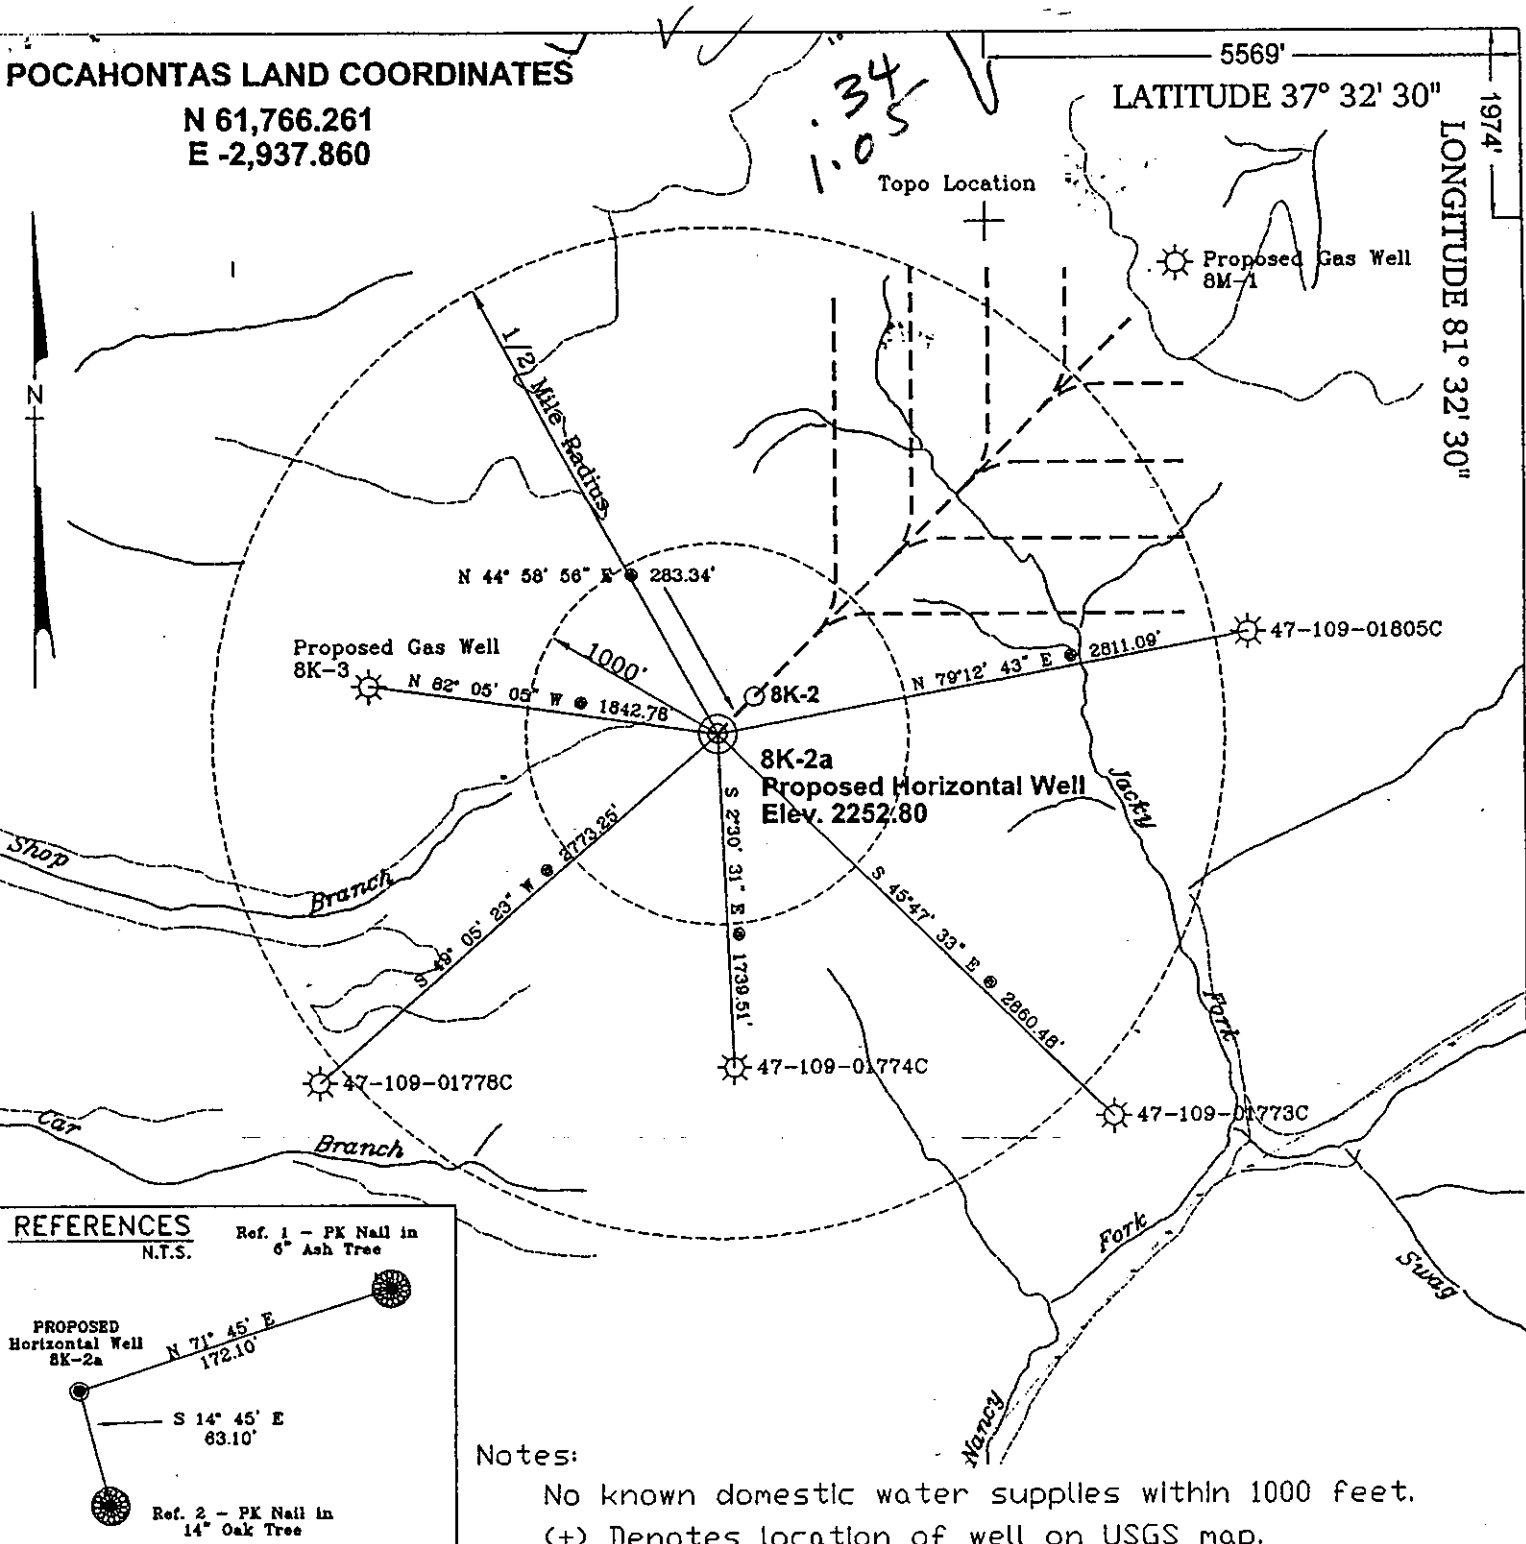 POCAHONTAS LAND COORDINATES
N 61,766.261
E -2,937.860
.34
1.05
5569'
LATITUDE 37° 32' 30"
1974'
LONGITUDE 81° 32' 30"
Topo Location
Proposed Gas Well
8M-1
N
(1/2) Mile Radius
N 44° 58' 56" E @ 283.34'
Proposed Gas Well
8K-3
N 82° 05' 05" W @ 1842.78'
1000'
8K-2
N 79°12' 43" E @ 2811.09'
47-109-01805C
8K-2a
Proposed Horizontal Well
Elev. 2252.80
S 49° 05' 23" W @ 2773.25'
S 2°30' 31" E @ 1739.51'
S 45°47' 33" E @ 2860.48'
Jacky
Fork
Shop
Branch
47-109-01778C
47-109-01774C
47-109-01773C
Car
Branch
Fork
Swag
Nancy
REFERENCES
N.T.S.
Ref. 1 - PK Nail in
6" Ash Tree
PROPOSED
Horizontal Well
8K-2a
N 71° 45' E
172.10'
S 14° 45' E
63.10'
Ref. 2 - PK Nail in
14" Oak Tree
Notes:
No known domestic water supplies within 1000 feet.
(+) Denotes location of well on USGS map.